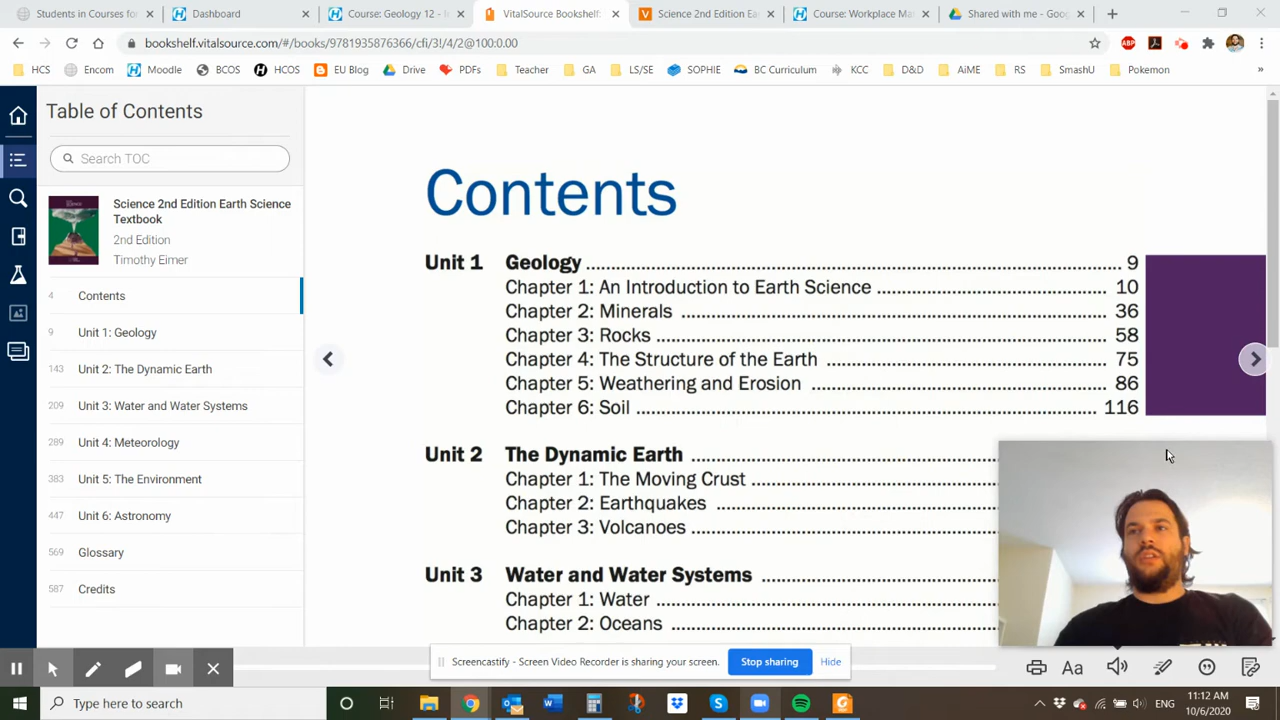 Students in Courses for
Dashboard
Course: Geology 12 -
VitalSource Bookshelf:
Science 2nd Edition Ea
Course: Workplace Ma
Shared with me - Goo
bookshelf.vitalsource.com/#/books/9781935876366/cfi/3!/4/2@100:0.00
ABP
HCS
Encom
Moodle
BCOS
HCOS
EU Blog
Drive
PDFs
Teacher
GA
LS/SE
SOPHIE
BC Curriculum
KCC
D&D
AiME
RS
SmashU
Pokemon
»
Table of Contents
Search TOC
Science 2nd Edition Earth Science
Textbook
2nd Edition
Timothy Eimer
4 Contents
9 Unit 1: Geology
143 Unit 2: The Dynamic Earth
209 Unit 3: Water and Water Systems
289 Unit 4: Meteorology
383 Unit 5: The Environment
447 Unit 6: Astronomy
569 Glossary
587 Credits
Contents
Unit 1 Geology 9
Chapter 1: An Introduction to Earth Science 10
Chapter 2: Minerals 36
Chapter 3: Rocks 58
Chapter 4: The Structure of the Earth 75
Chapter 5: Weathering and Erosion 86
Chapter 6: Soil 116
Unit 2 The Dynamic Earth
Chapter 1: The Moving Crust
Chapter 2: Earthquakes
Chapter 3: Volcanoes
Unit 3 Water and Water Systems
Chapter 1: Water
Chapter 2: Oceans
Screencastify - Screen Video Recorder is sharing your screen.
Stop sharing
Hide
Aa
Type here to search
ENG
11:12 AM
10/6/2020